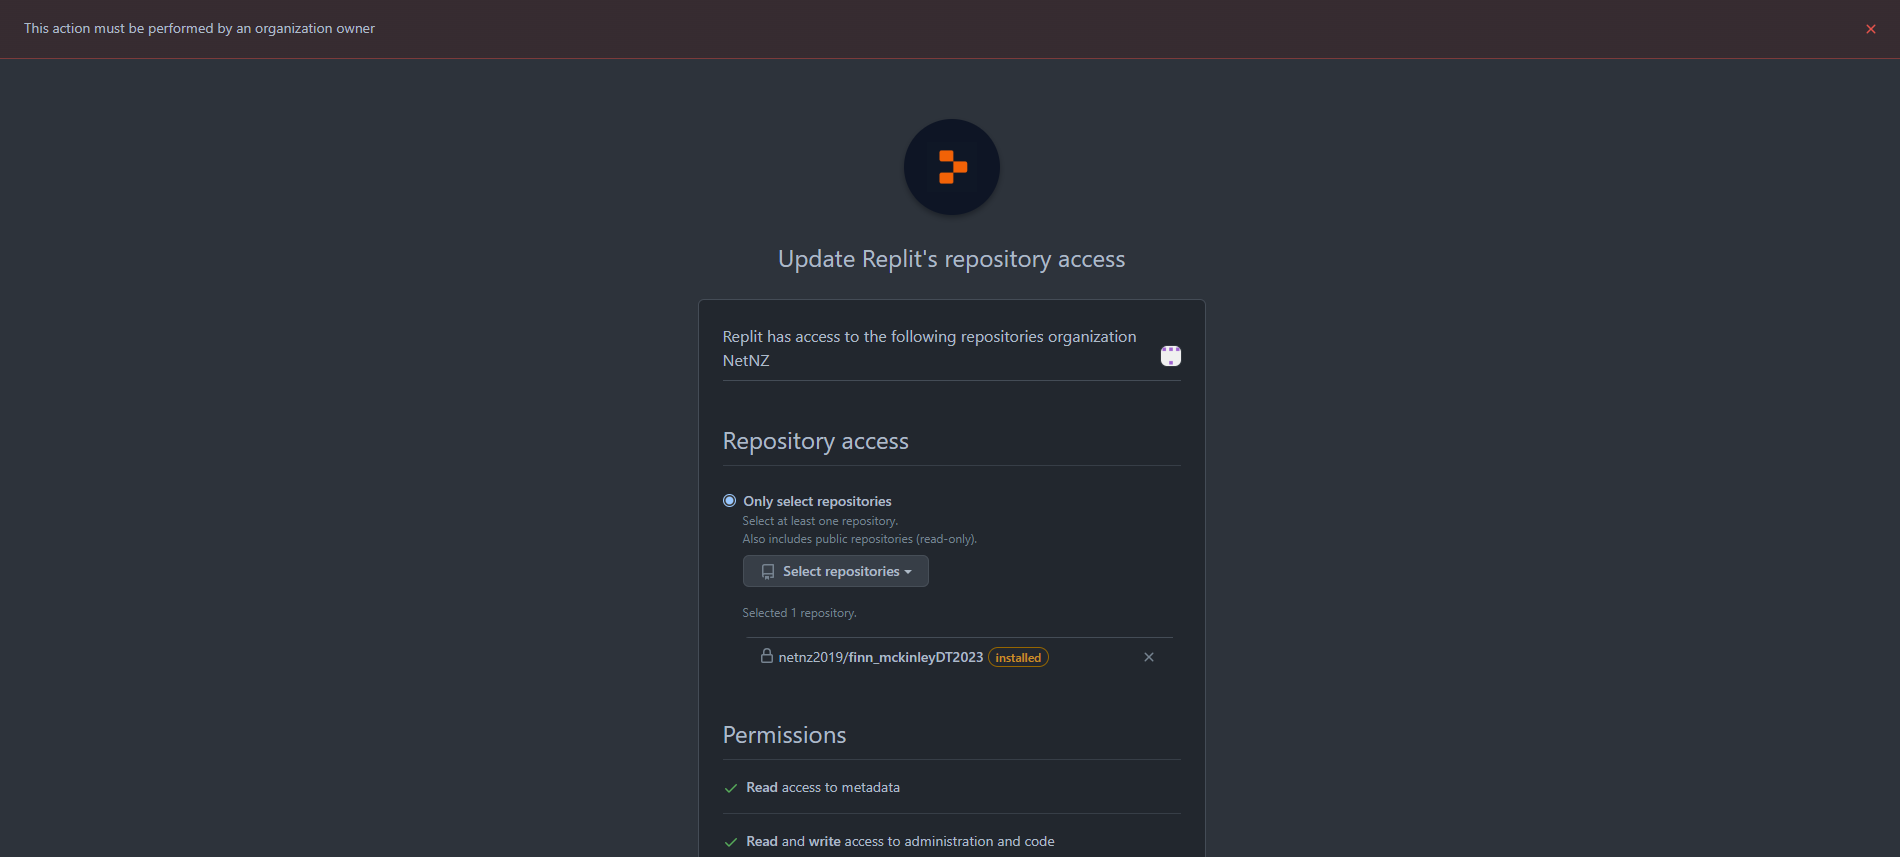 This action must be performed by an organization owner
Update Replit's repository access
Replit has access to the following repositories organization
NetNZ
Repository access
Only select repositories
Select at least one repository.
Also includes public repositories (read-only).
Select repositories
Selected 1 repository.
netnz2019/finn_mckinleyDT2023 installed
Permissions
Read access to metadata
Read and write access to administration and code